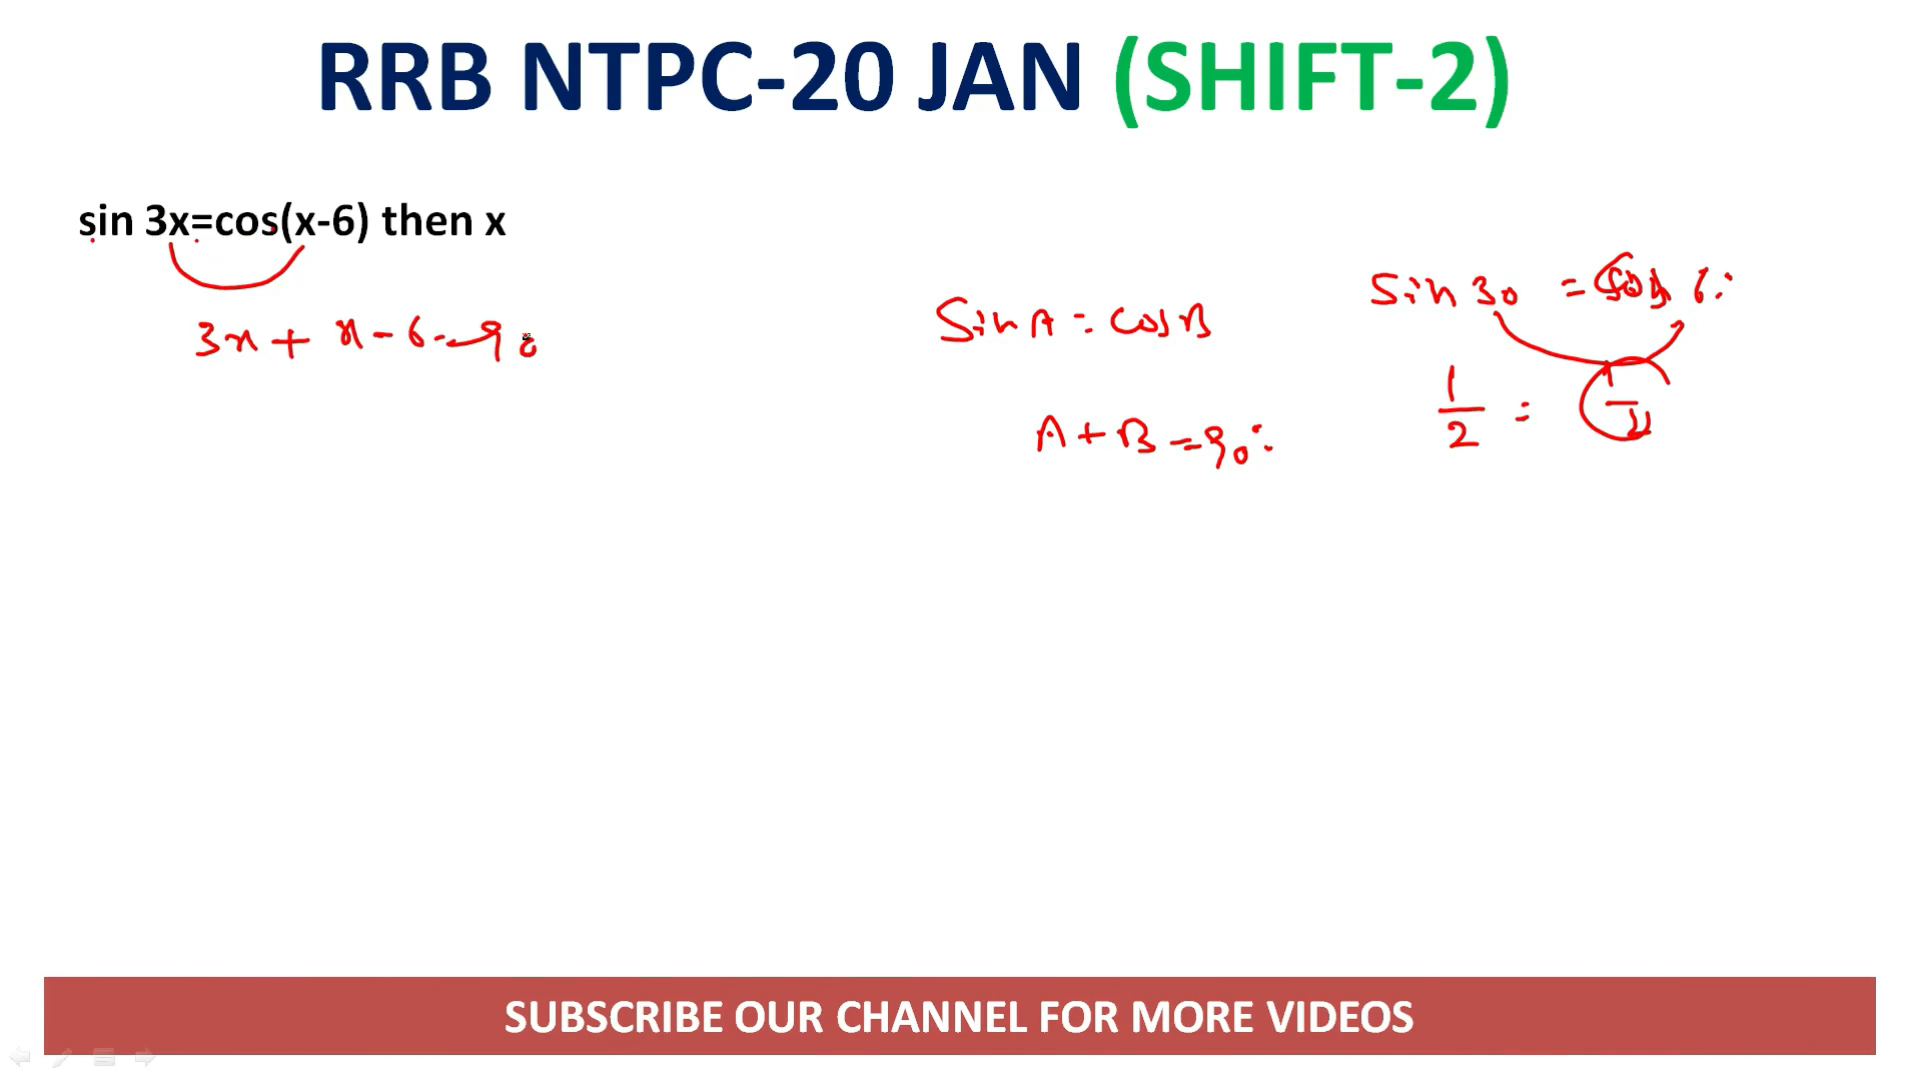 RRB NTPC-20 JAN (SHIFT-2)
sin 3x=cos(x-6) then x
3x + x - 6 = 90
Sin A = cos B
A + B = 90°
Sin 30 = cos 60°
1/2 = 1/2
SUBSCRIBE OUR CHANNEL FOR MORE VIDEOS